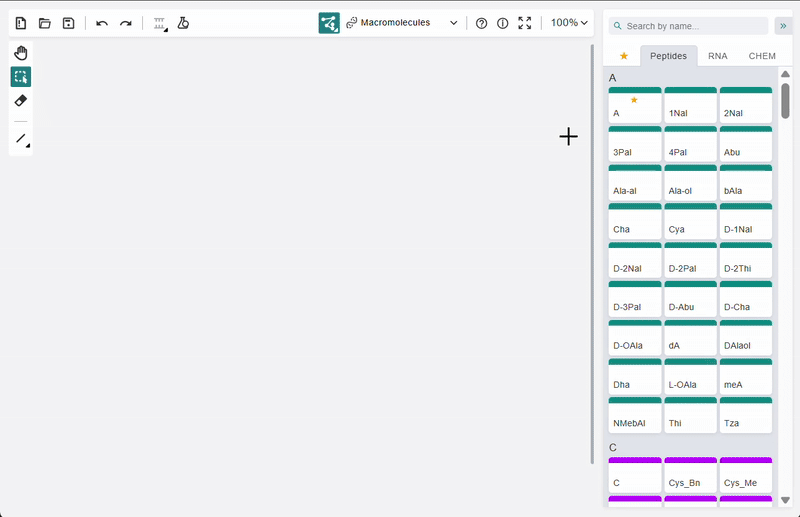 Macromolecules
100%
Search by name...
Peptides
RNA
CHEM
A
A
1Nal
2Nal
3Pal
4Pal
Abu
Ala-al
Ala-ol
bAla
Cha
Cya
D-1Nal
D-2Nal
D-2Pal
D-2Thi
D-3Pal
D-Abu
D-Cha
D-OAla
dA
DAlaol
Dha
L-OAla
meA
NMebAl
Thi
Tza
C
C
Cys_Bn
Cys_Me